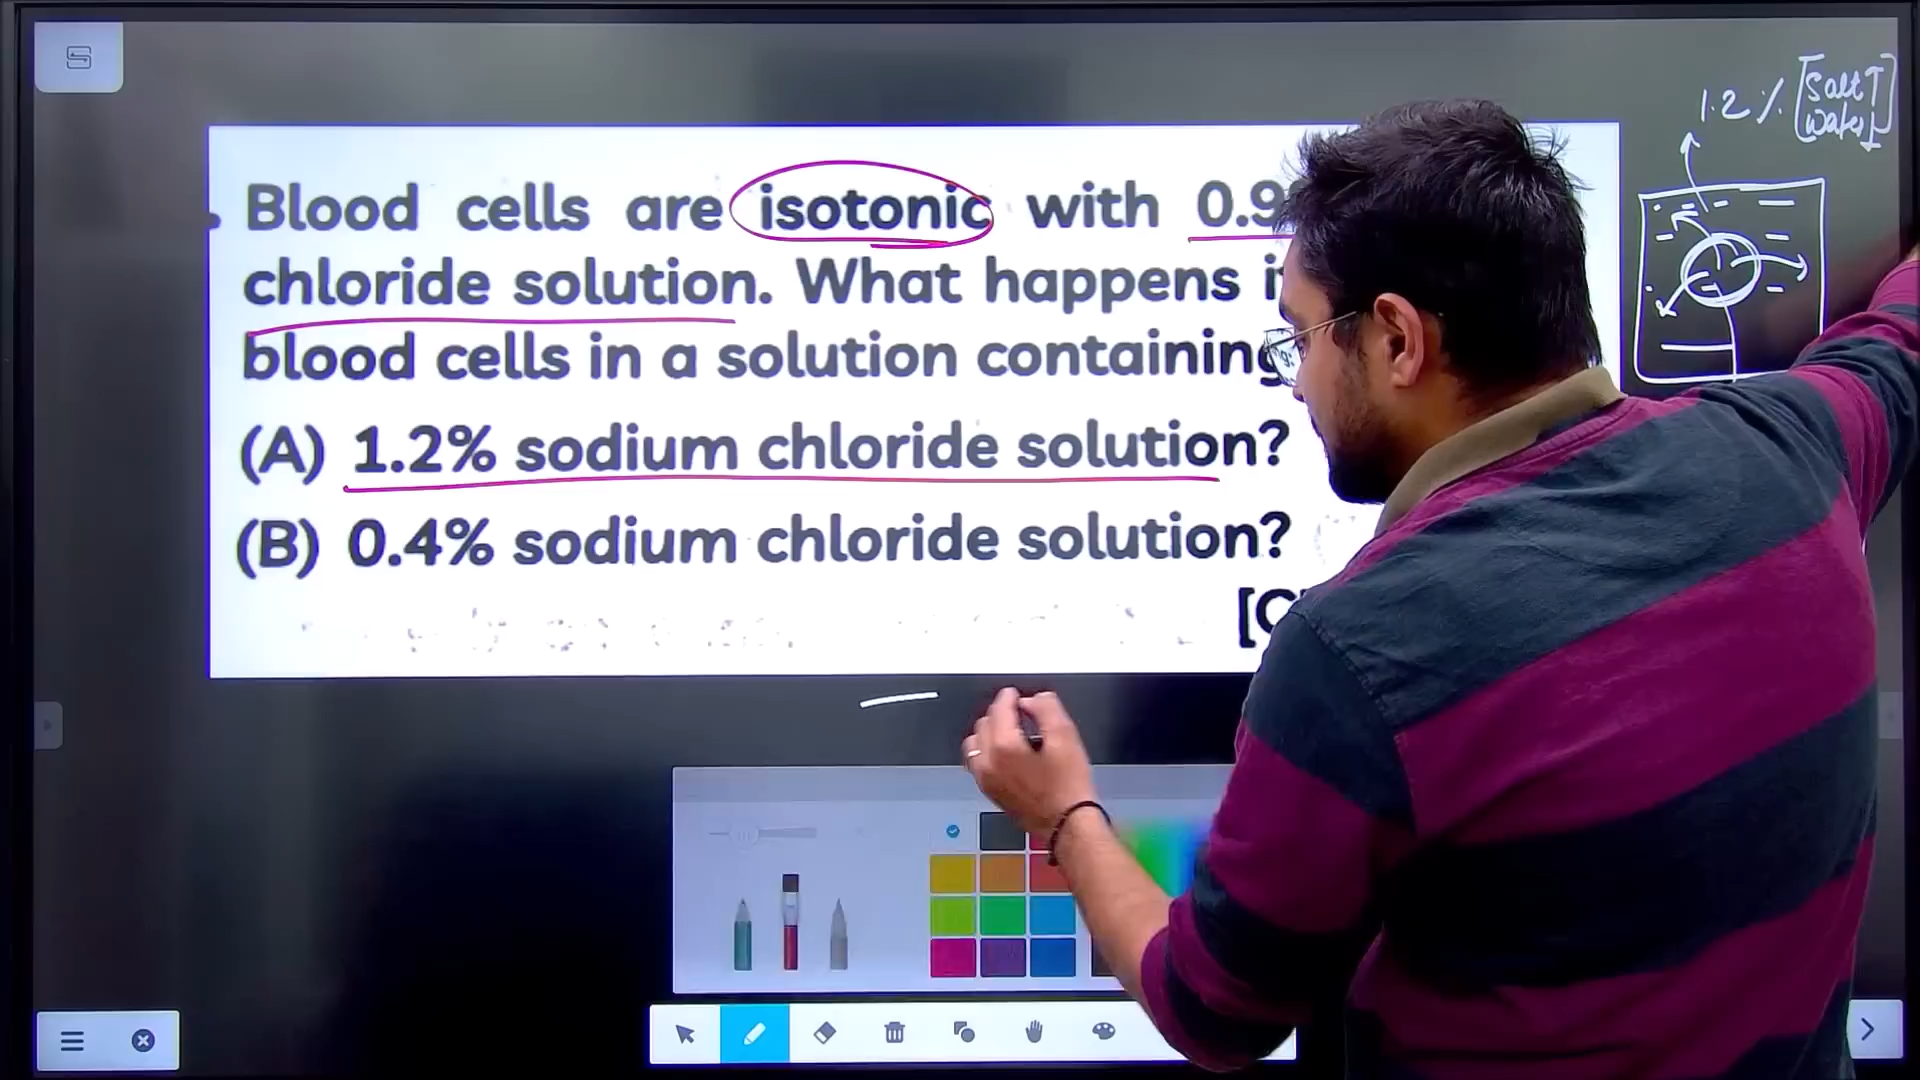 Blood cells are isotonic with 0.9
chloride solution. What happens
blood cells in a solution containing
(A) 1.2% sodium chloride solution?
(B) 0.4% sodium chloride solution?
[C
1.2 % [Salt↑
Water↓]